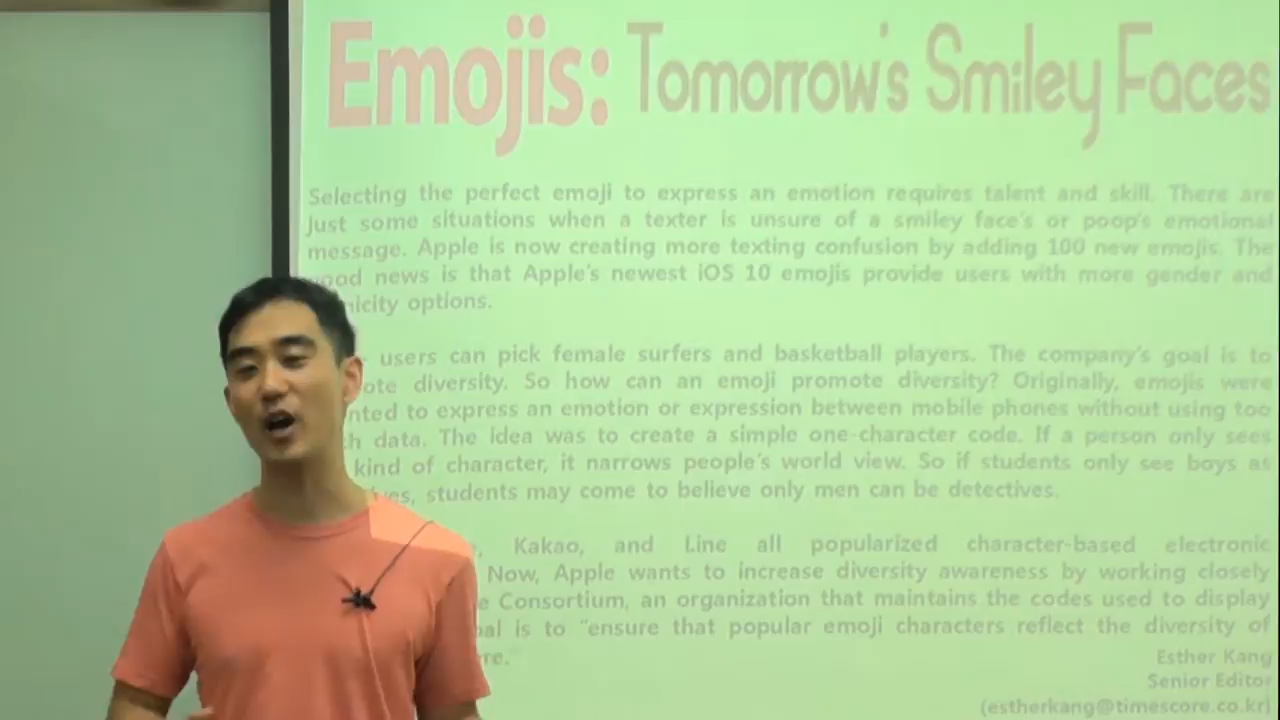 Emojis: Tomorrow's Smiley Faces
Selecting the perfect emoji to express an emotion requires talent and skill. There are
just some situations when a texter is unsure of a smiley face's or poop's emotional
message. Apple is now creating more texting confusion by adding 100 new emojis. The
good news is that Apple's newest iOS 10 emojis provide users with more gender and
options.
users can pick female surfers and basketball players. The company's goal is to
diversity. So how can an emoji promote diversity? Originally, emojis were
to express an emotion or expression between mobile phones without using too
data. The idea was to create a simple one-character code. If a person only sees
kind of character, it narrows people's world view. So if students only see boys as
students may come to believe only men can be detectives.
Kakao, and Line all popularized character-based electronic
Now, Apple wants to increase diversity awareness by working closely
Consortium, an organization that maintains the codes used to display
is to "ensure that popular emoji characters reflect the diversity of
Esther Kang
Senior Editor
(estherkang@timescore.co.kr)